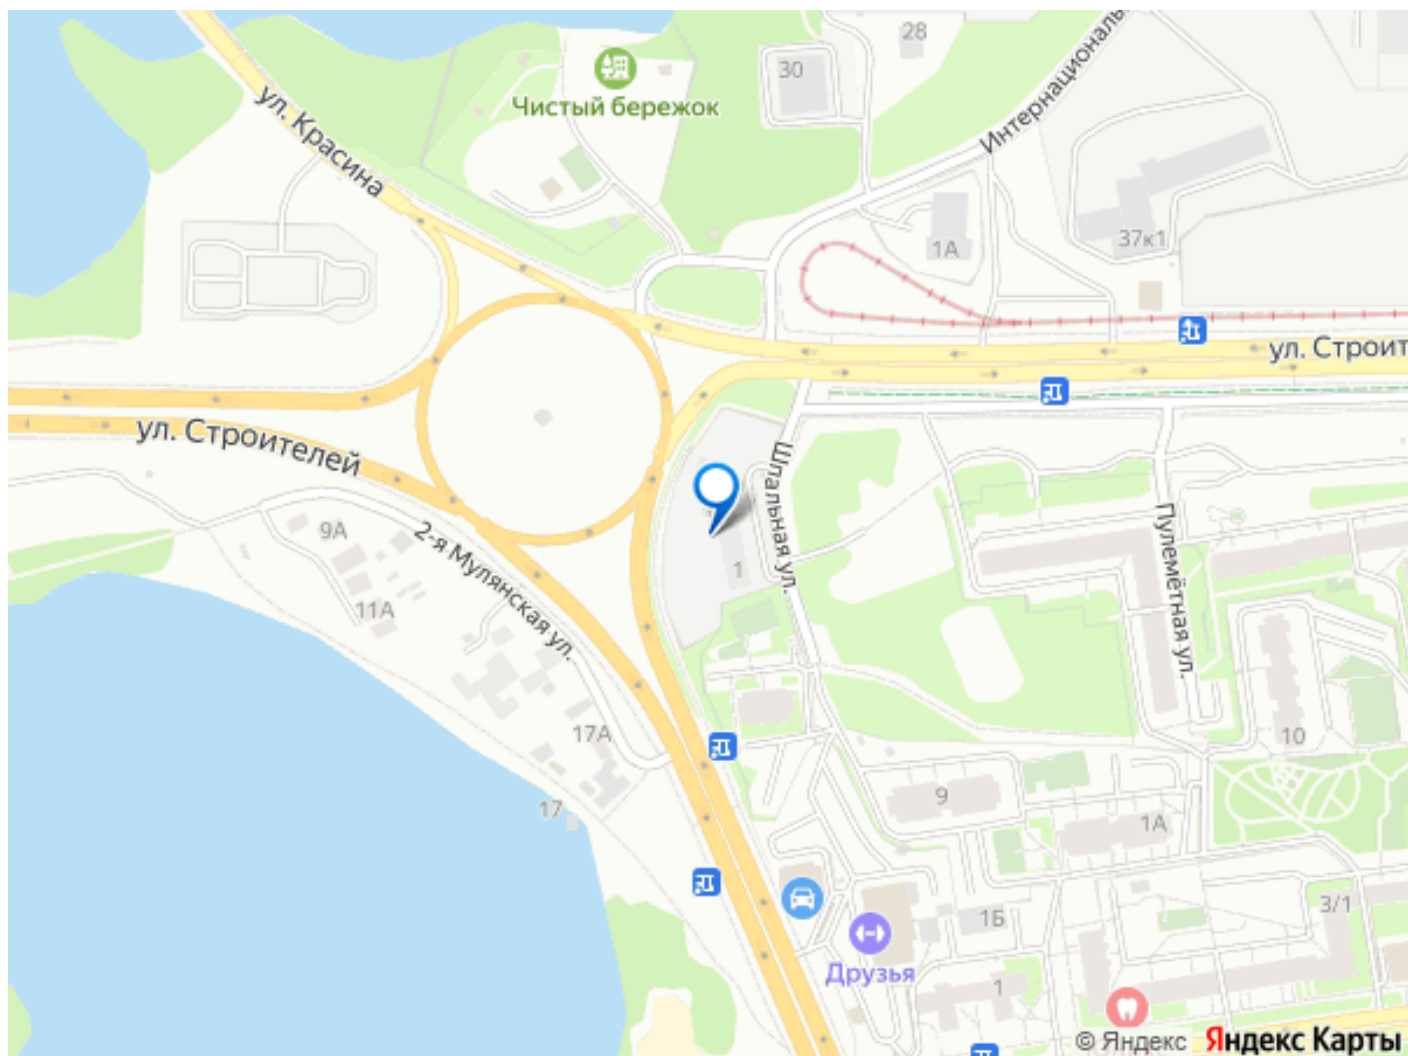 28
30
ул. Красина
Чистый бережок
Интернациональ
1А
37к1
ул. Строит
ул. Строителей
Шпальная ул.
Пулемётная ул.
9А
2-я Мулянская ул.
1
11А
17А
10
17
9
1А
3/1
1Б
Друзья
1
© Яндекс Яндекс Карты